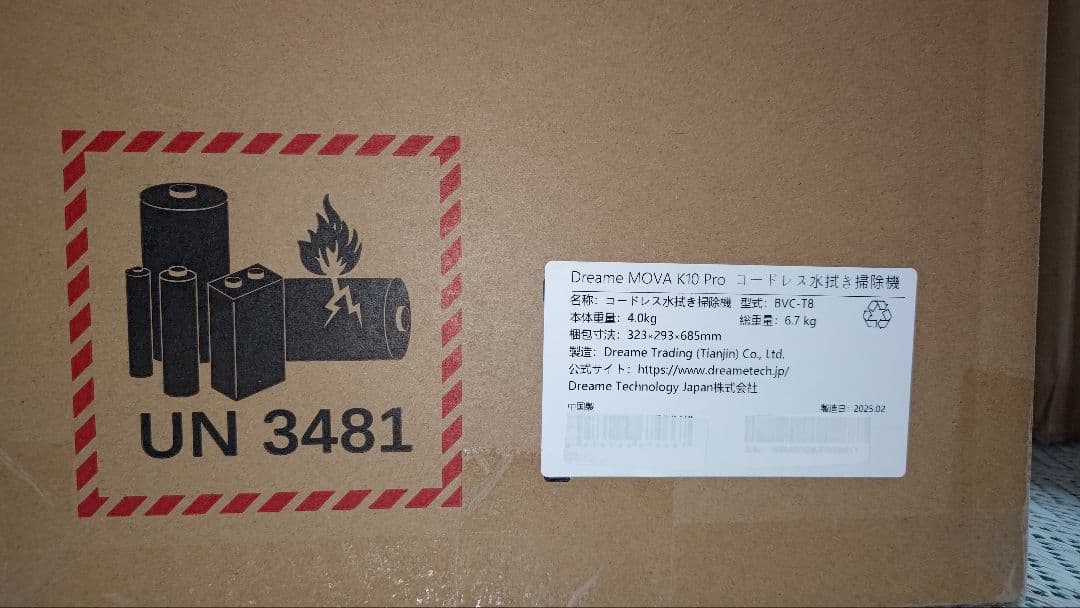 UN 3481
Dreame MOVA K10 Pro コードレス水拭き掃除機
名称：コードレス水拭き掃除機 型式：BVC-T8
本体重量：4.0kg 総重量：6.7 kg
梱包寸法：323×293×685mm
製造：Dreame Trading (Tianjin) Co., Ltd.
公式サイト：https://www.dreametech.jp/
Dreame Technology Japan株式会社
中国製 製造日：2025.02